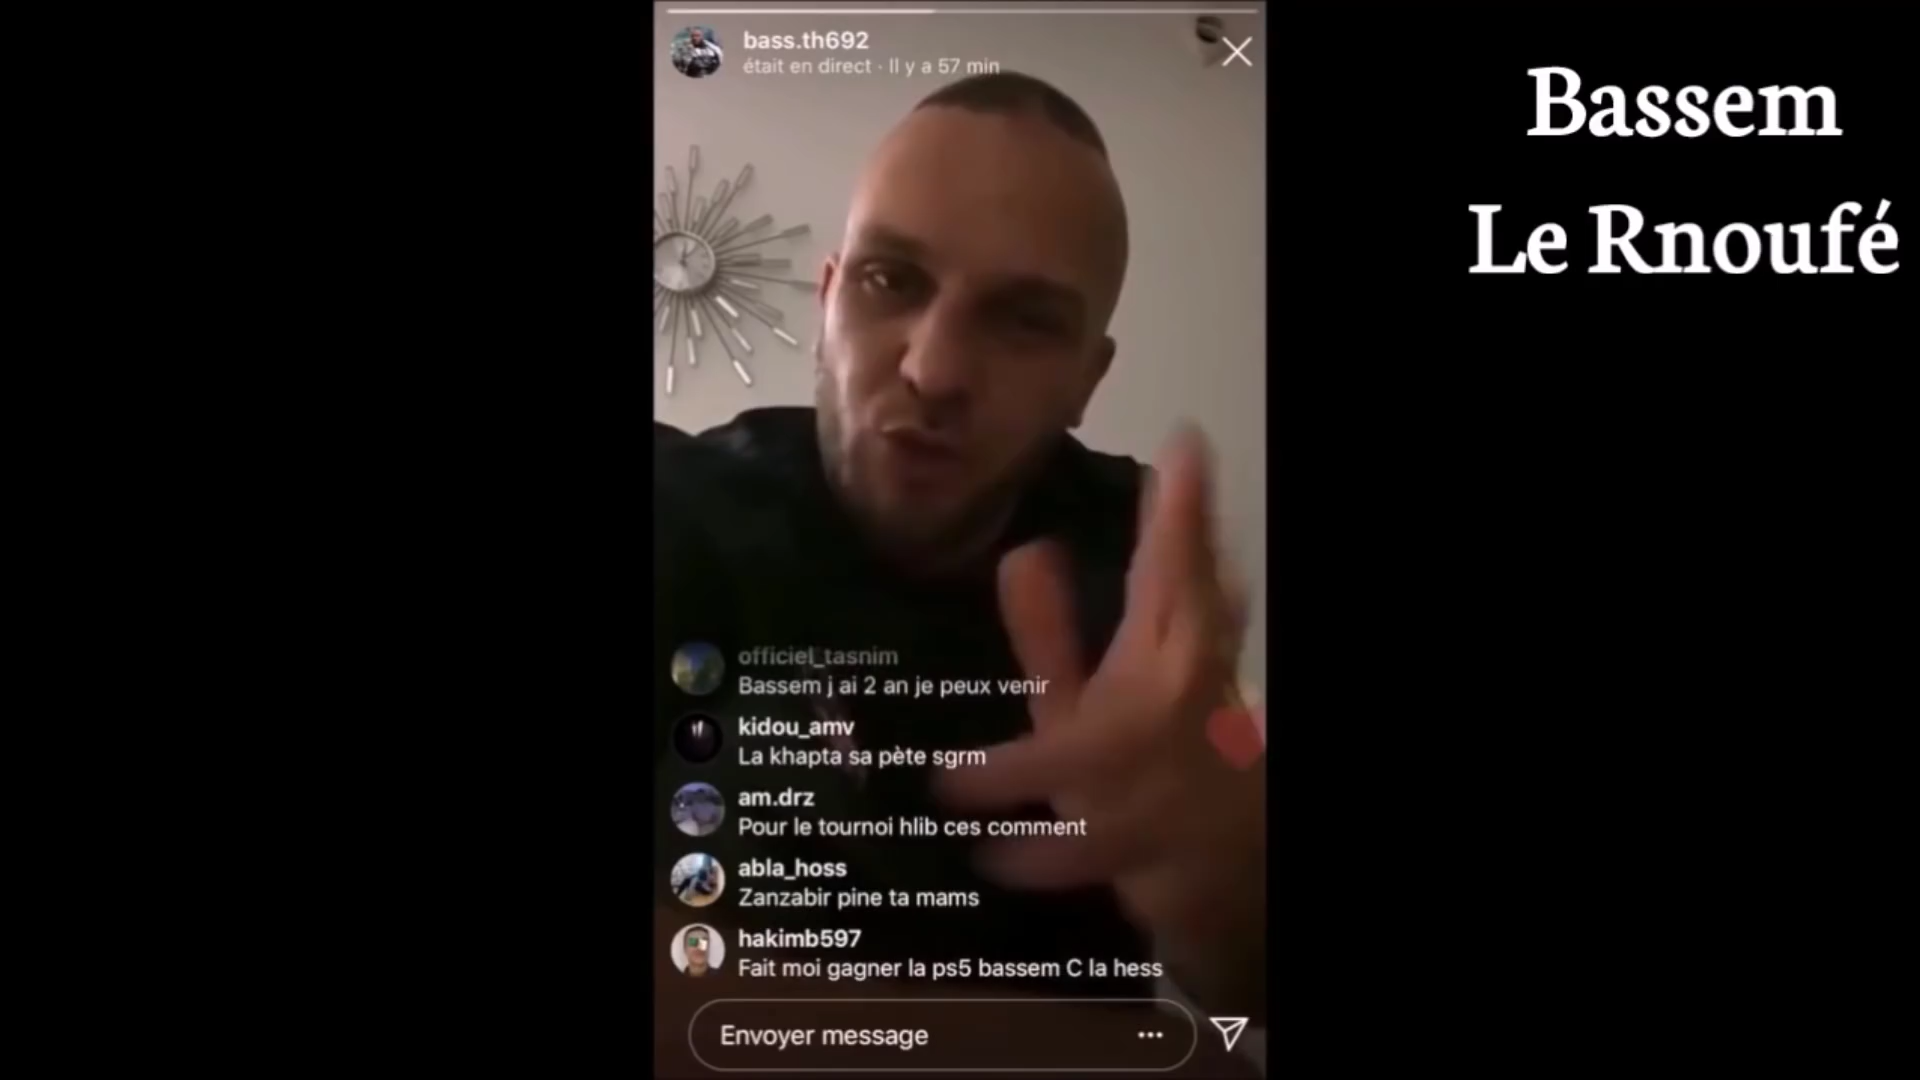 bass.th692
était en direct · Il y a 57 min
Bassem
Le Rnoufé
officiel_tasnim
Bassem j ai 2 an je peux venir
kidou_amv
La khapta sa pète sgrm
am.drz
Pour le tournoi hlib ces comment
abla_hoss
Zanzabir pine ta mams
hakimb597
Fait moi gagner la ps5 bassem C la hess
Envoyer message